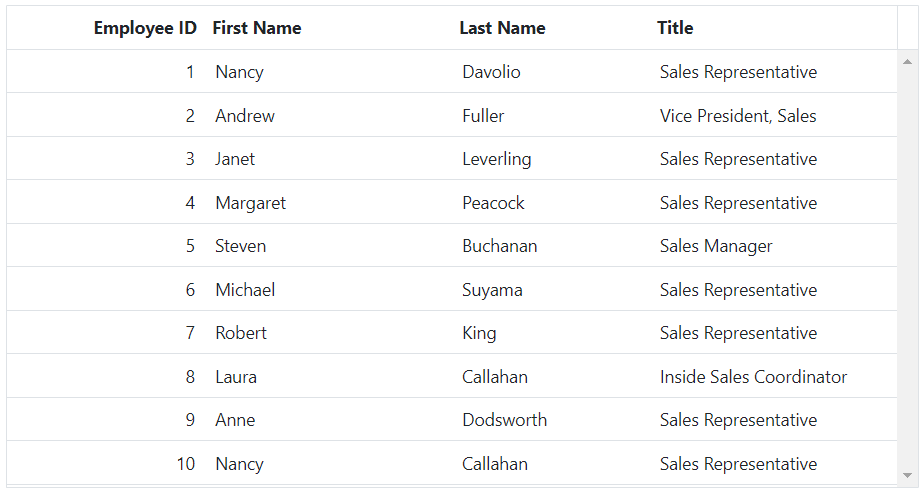 Employee ID First Name Last Name Title
1 Nancy Davolio Sales Representative
2 Andrew Fuller Vice President, Sales
3 Janet Leverling Sales Representative
4 Margaret Peacock Sales Representative
5 Steven Buchanan Sales Manager
6 Michael Suyama Sales Representative
7 Robert King Sales Representative
8 Laura Callahan Inside Sales Coordinator
9 Anne Dodsworth Sales Representative
10 Nancy Callahan Sales Representative